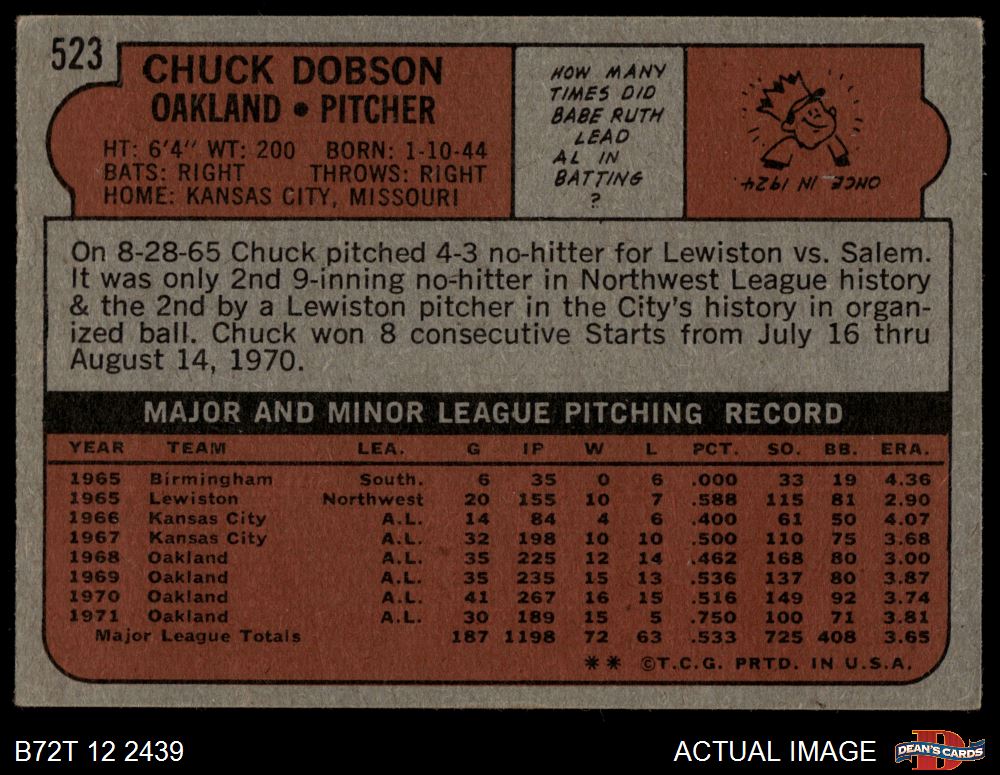 523
CHUCK DOBSON
OAKLAND • PITCHER
HT: 6'4" WT: 200 BORN: 1-10-44
BATS: RIGHT THROWS: RIGHT
HOME: KANSAS CITY, MISSOURI
HOW MANY
TIMES DID
BABE RUTH
LEAD
AL IN
BATTING
?
ONCE IN 1924.
On 8-28-65 Chuck pitched 4-3 no-hitter for Lewiston vs. Salem.
It was only 2nd 9-inning no-hitter in Northwest League history
& the 2nd by a Lewiston pitcher in the City's history in organ-
ized ball. Chuck won 8 consecutive Starts from July 16 thru
August 14, 1970.
MAJOR AND MINOR LEAGUE PITCHING RECORD
YEAR TEAM LEA. G IP W L PCT. SO. BB. ERA.
1965 Birmingham South. 6 35 0 6 .000 33 19 4.36
1965 Lewiston Northwest 20 155 10 7 .588 115 81 2.90
1966 Kansas City A.L. 14 84 4 6 .400 61 50 4.07
1967 Kansas City A.L. 32 198 10 10 .500 110 75 3.68
1968 Oakland A.L. 35 225 12 14 .462 168 80 3.00
1969 Oakland A.L. 35 235 15 13 .536 137 80 3.87
1970 Oakland A.L. 41 267 16 15 .516 149 92 3.74
1971 Oakland A.L. 30 189 15 5 .750 100 71 3.81
Major League Totals 187 1198 72 63 .533 725 408 3.65
** ©T.C.G. PRTD. IN U.S.A.
B72T 12 2439
ACTUAL IMAGE
DEAN'S CARDS